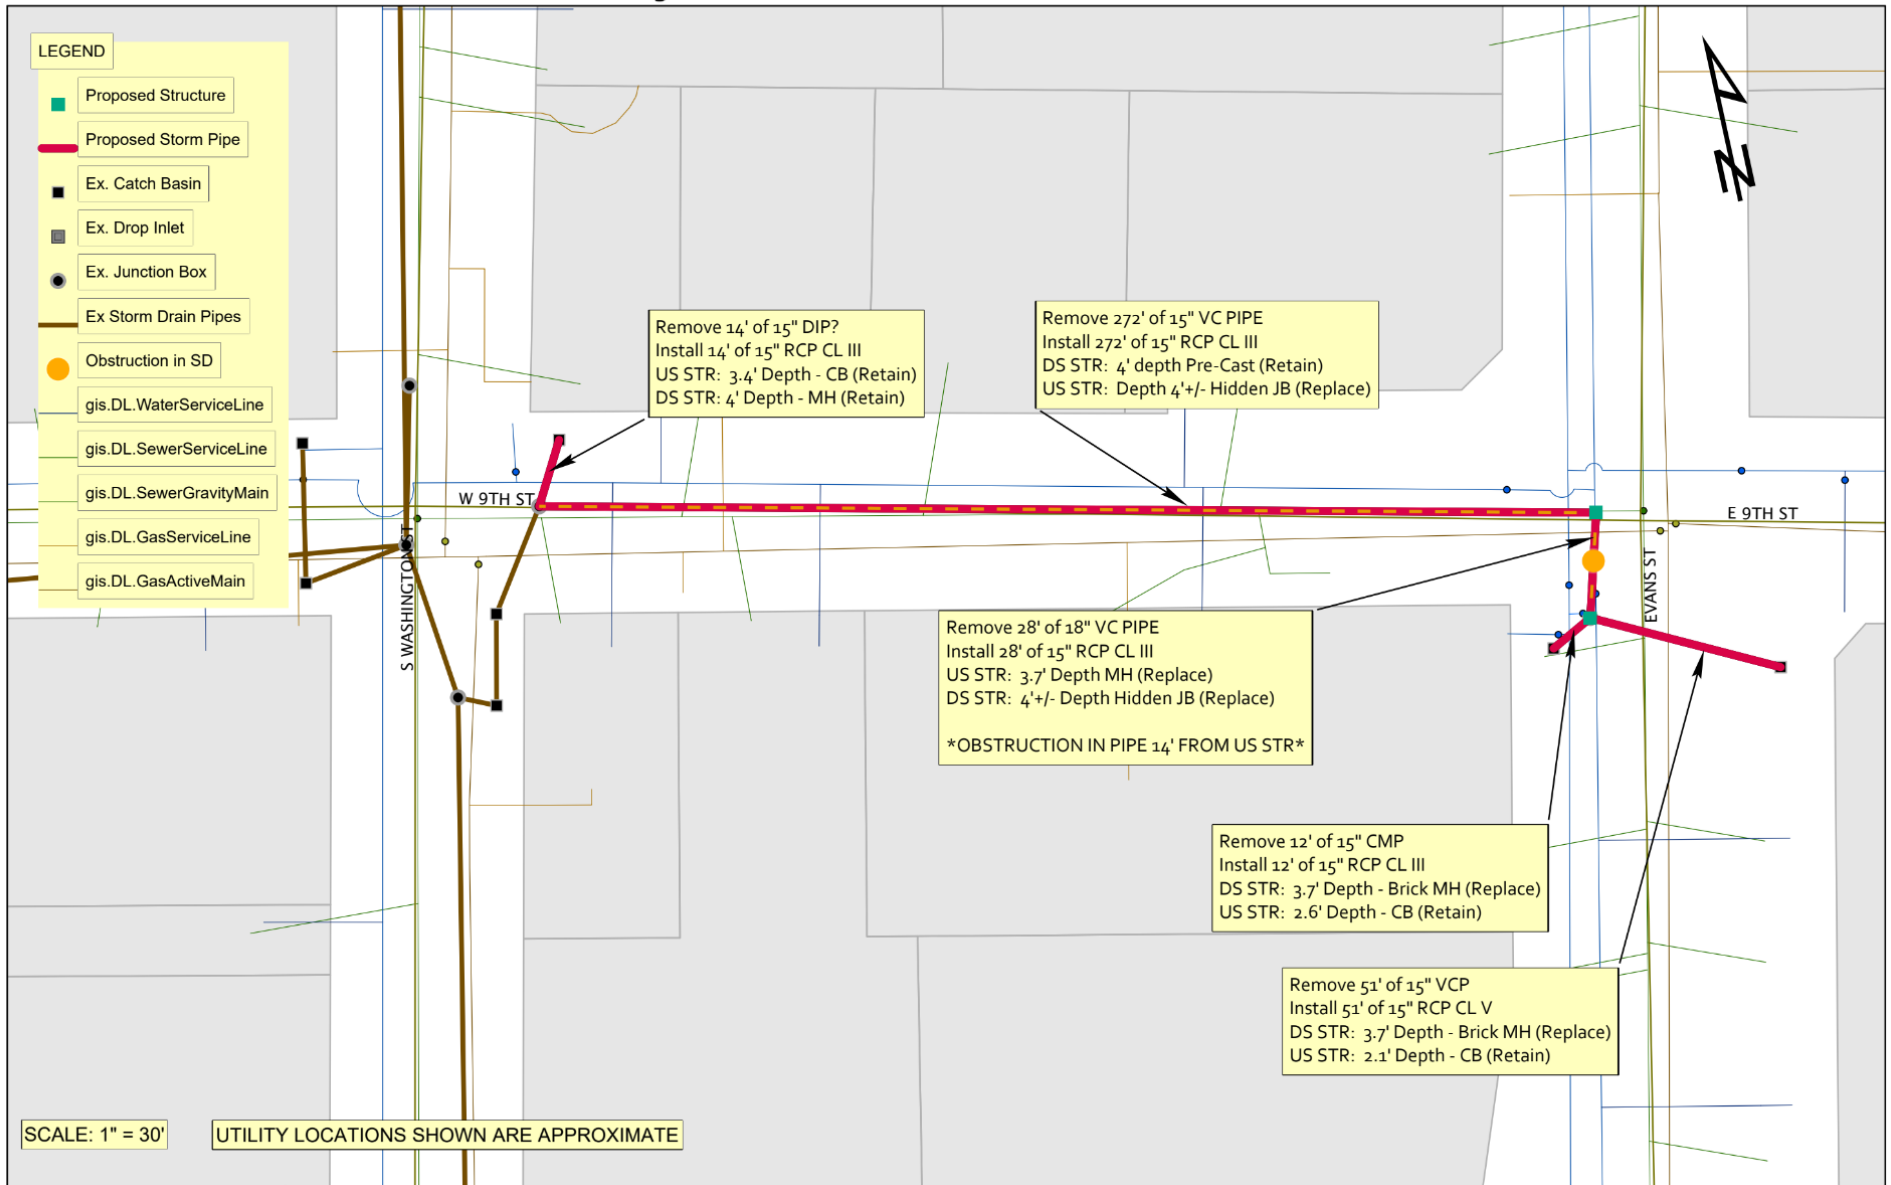 LEGEND
Proposed Structure
Proposed Storm Pipe
Ex. Catch Basin
Ex. Drop Inlet
Ex. Junction Box
Ex Storm Drain Pipes
Obstruction in SD
gis.DL.WaterServiceLine
gis.DL.SewerServiceLine
gis.DL.SewerGravityMain
gis.DL.GasServiceLine
gis.DL.GasActiveMain
N
Remove 14' of 15" DIP?
Install 14' of 15" RCP CL III
US STR: 3.4' Depth - CB (Retain)
DS STR: 4' Depth - MH (Retain)
Remove 272' of 15" VC PIPE
Install 272' of 15" RCP CL III
DS STR: 4' depth Pre-Cast (Retain)
US STR: Depth 4'+/- Hidden JB (Replace)
W 9TH ST
E 9TH ST
S WASHINGTON ST
EVANS ST
Remove 28' of 18" VC PIPE
Install 28' of 15" RCP CL III
US STR: 3.7' Depth MH (Replace)
DS STR: 4'+/- Depth Hidden JB (Replace)
*OBSTRUCTION IN PIPE 14' FROM US STR*
Remove 12' of 15" CMP
Install 12' of 15" RCP CL III
DS STR: 3.7' Depth - Brick MH (Replace)
US STR: 2.6' Depth - CB (Retain)
Remove 51' of 15" VCP
Install 51' of 15" RCP CL V
DS STR: 3.7' Depth - Brick MH (Replace)
US STR: 2.1' Depth - CB (Retain)
SCALE: 1" = 30'
UTILITY LOCATIONS SHOWN ARE APPROXIMATE